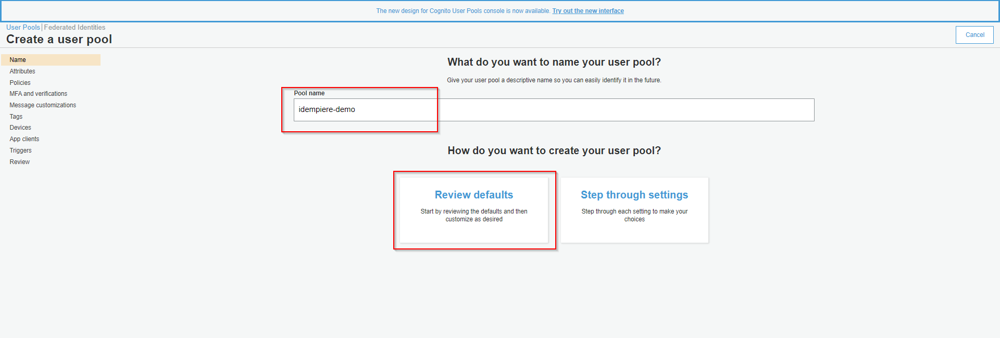 The new design for Cognito User Pools console is now available. Try out the new interface
User Pools | Federated Identities
Create a user pool
Cancel
Name
Attributes
Policies
MFA and verifications
Message customizations
Tags
Devices
App clients
Triggers
Review
What do you want to name your user pool?
Give your user pool a descriptive name so you can easily identify it in the future.
Pool name
idempiere-demo
How do you want to create your user pool?
Review defaults
Start by reviewing the defaults and then
customize as desired
Step through settings
Step through each setting to make your
choices